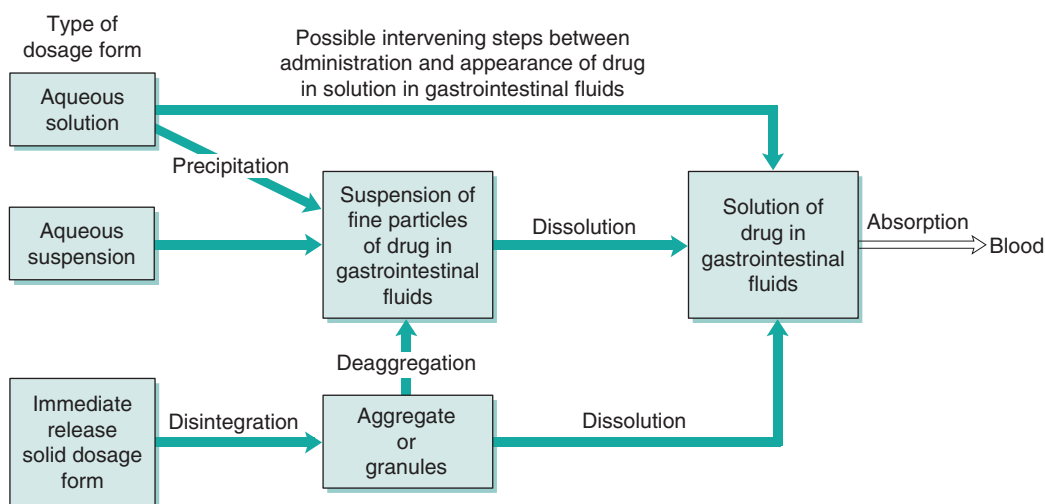 Type of
dosage form
Possible intervening steps between
administration and appearance of drug
in solution in gastrointestinal fluids
Aqueous
solution
Precipitation
Aqueous
suspension
Suspension of
fine particles
of drug in
gastrointestinal
fluids
Dissolution
Solution of
drug in
gastrointestinal
fluids
Absorption
Blood
Deaggregation
Immediate
release
solid dosage
form
Disintegration
Aggregate
or
granules
Dissolution